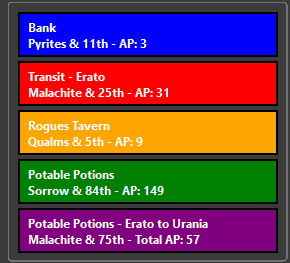 Bank
Pyrites & 11th - AP: 3
Transit - Erato
Malachite & 25th - AP: 31
Rogues Tavern
Qualms & 5th - AP: 9
Potable Potions
Sorrow & 84th - AP: 149
Potable Potions - Erato to Urania
Malachite & 75th - Total AP: 57